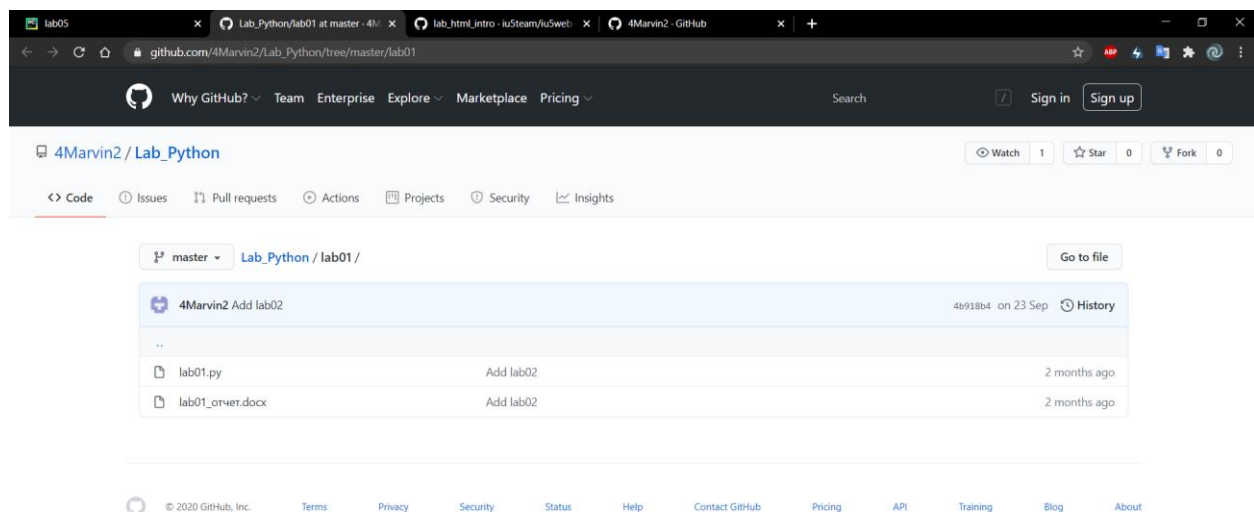 lab05
Lab_Python/lab01 at master · 4M
lab_html_intro · iu5team/iu5web
4Marvin2 · GitHub
github.com/4Marvin2/Lab_Python/tree/master/lab01
ABP
Why GitHub? Team Enterprise Explore Marketplace Pricing Search / Sign in Sign up
4Marvin2 / Lab_Python Watch 1 Star 0 Fork 0
<> Code Issues Pull requests Actions Projects Security Insights
master Lab_Python / lab01 / Go to file
4Marvin2 Add lab02 4b918b4 on 23 Sep History
..
lab01.py Add lab02 2 months ago
lab01_отчет.docx Add lab02 2 months ago
© 2020 GitHub, Inc. Terms Privacy Security Status Help Contact GitHub Pricing API Training Blog About